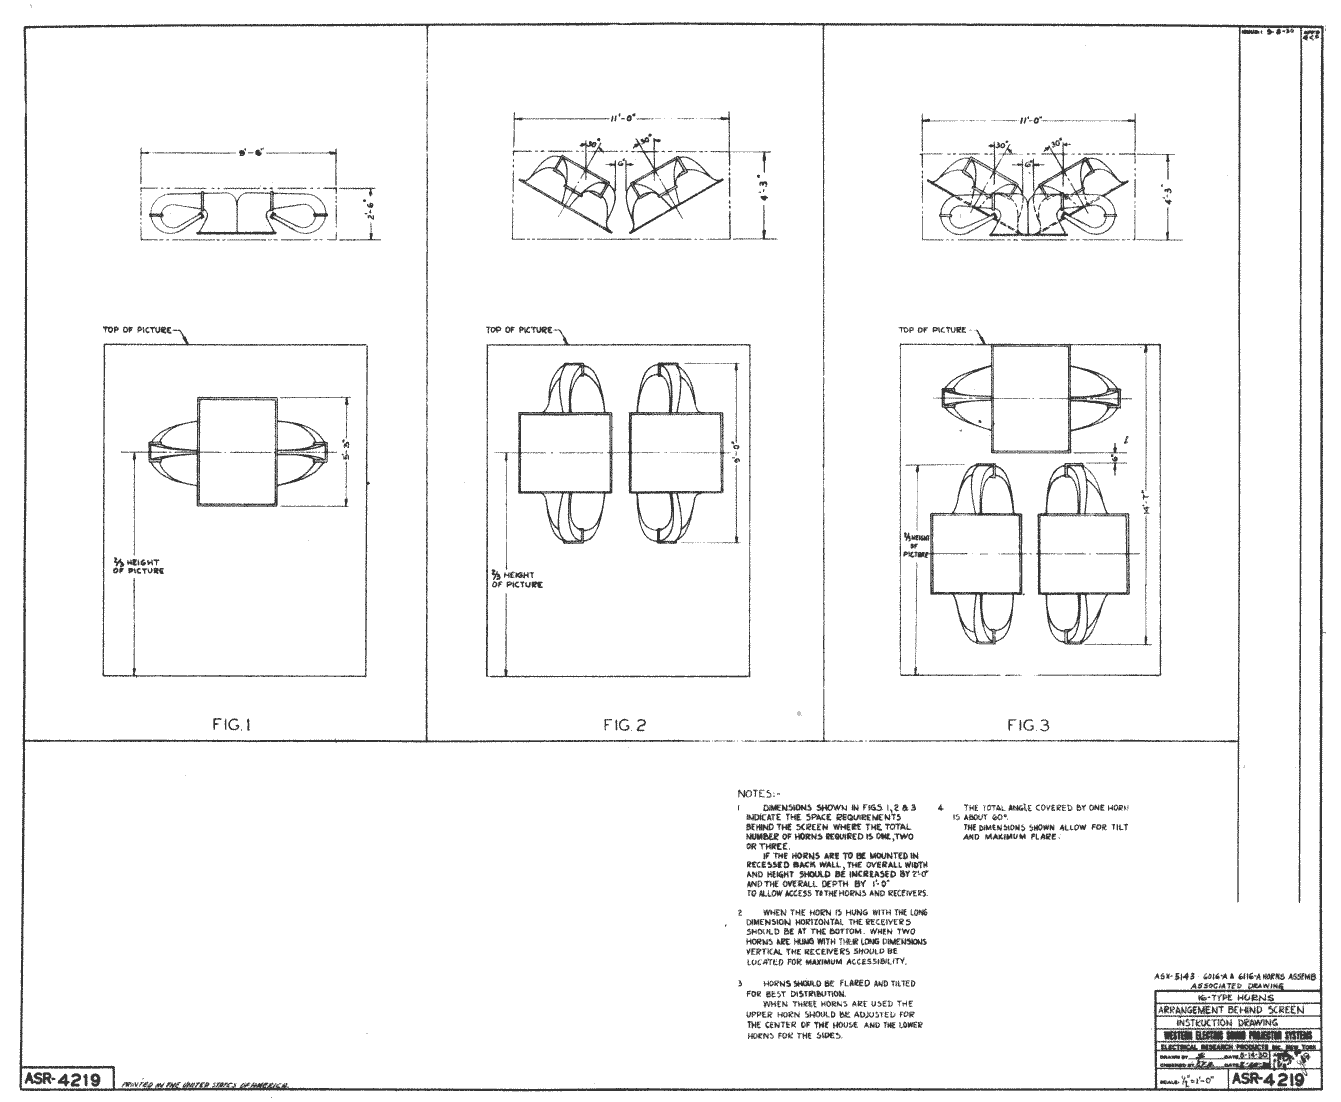 11'-0"
11'-0"
30°
30°
30°
30°
6"
6"
2'-6"
4'-3"
4'-3"
TOP OF PICTURE
TOP OF PICTURE
TOP OF PICTURE
9'-0"
6"
14'-7"
2/3 HEIGHT
OF PICTURE
2/3 HEIGHT
OF PICTURE
2/3 HEIGHT
OF
PICTURE
FIG. 1
FIG. 2
FIG. 3
NOTES:-
1 DIMENSIONS SHOWN IN FIGS 1, 2 & 3
INDICATE THE SPACE REQUIREMENTS
BEHIND THE SCREEN WHERE THE TOTAL
NUMBER OF HORNS REQUIRED IS ONE, TWO
OR THREE.
IF THE HORNS ARE TO BE MOUNTED IN
RECESSED BACK WALL, THE OVERALL WIDTH
AND HEIGHT SHOULD BE INCREASED BY 2'-0"
AND THE OVERALL DEPTH BY 1'-0"
TO ALLOW ACCESS TO THE HORNS AND RECEIVERS.
2 WHEN THE HORN IS HUNG WITH THE LONG
DIMENSION HORIZONTAL THE RECEIVERS
SHOULD BE AT THE BOTTOM. WHEN TWO
HORNS ARE HUNG WITH THEIR LONG DIMENSIONS
VERTICAL THE RECEIVERS SHOULD BE
LOCATED FOR MAXIMUM ACCESSIBILITY.
3 HORNS SHOULD BE FLARED AND TILTED
FOR BEST DISTRIBUTION.
WHEN THREE HORNS ARE USED THE
UPPER HORN SHOULD BE ADJUSTED FOR
THE CENTER OF THE HOUSE AND THE LOWER
HORNS FOR THE SIDES.
4 THE TOTAL ANGLE COVERED BY ONE HORN
IS ABOUT 60°.
THE DIMENSIONS SHOWN ALLOW FOR TILT
AND MAXIMUM FLARE.
ASX-5143 6016-A & 6116-A HORNS ASSEMB
ASSOCIATED DRAWING
16-TYPE HORNS
ARRANGEMENT BEHIND SCREEN
INSTRUCTION DRAWING
WESTERN ELECTRIC SOUND PROJECTOR SYSTEMS
ELECTRICAL RESEARCH PRODUCTS INC. NEW YORK
DRAWN BY DATE 8-14-30
CHECKED BY DATE
SCALE: 1/2"=1'-0"
ASR-4219
ASR-4219
PRINTED IN THE UNITED STATES OF AMERICA